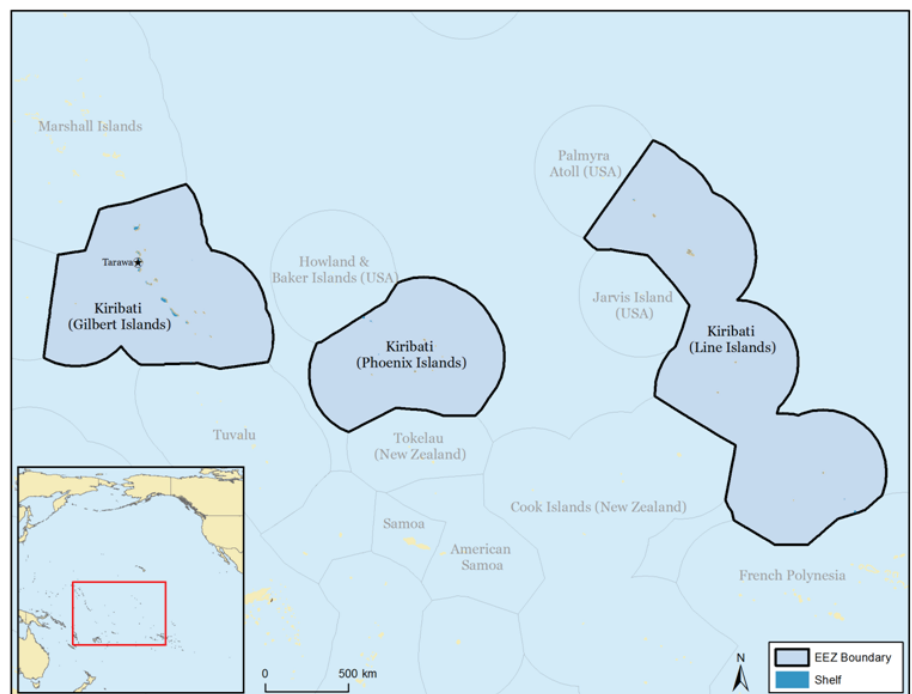 Marshall Islands
Palmyra
Atoll (USA)
Tarawa
Howland &
Baker Islands (USA)
Jarvis Island
(USA)
Kiribati
(Gilbert Islands)
Kiribati
(Phoenix Islands)
Kiribati
(Line Islands)
Tuvalu
Tokelau
(New Zealand)
Cook Islands (New Zealand)
Samoa
American
Samoa
French Polynesia
0 500 km
N
EEZ Boundary
Shelf